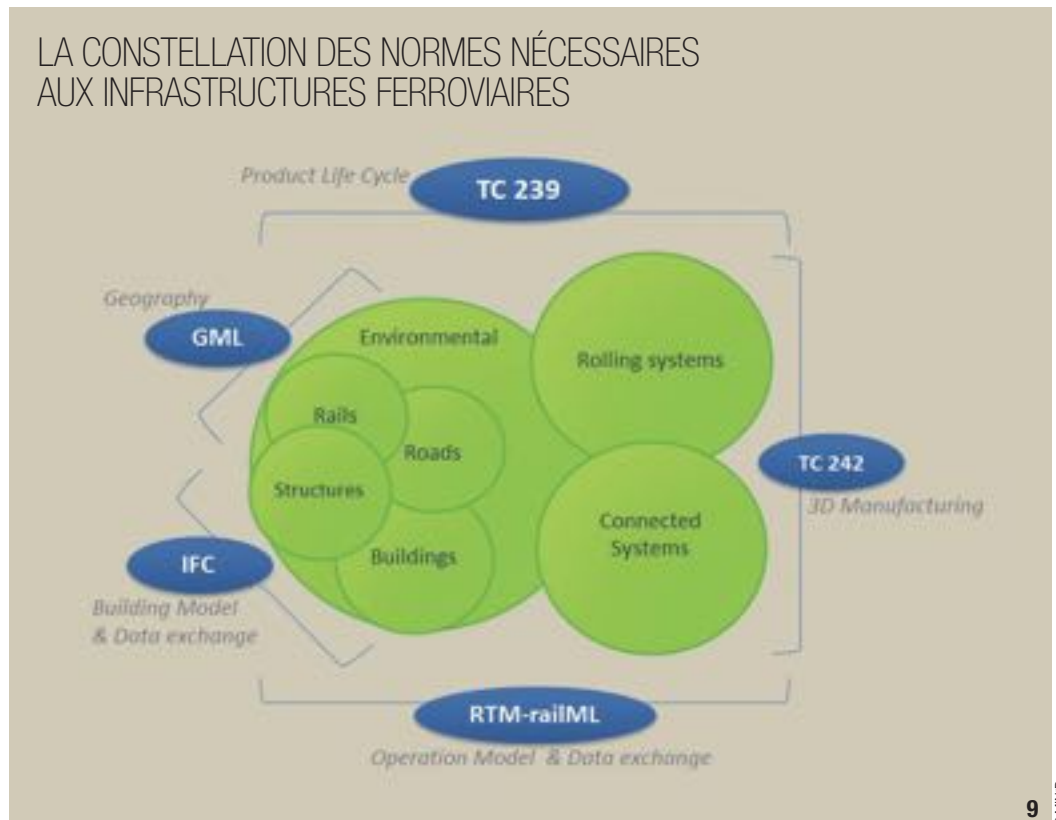 LA CONSTELLATION DES NORMES NÉCESSAIRES
AUX INFRASTRUCTURES FERROVIAIRES
Product Life Cycle
TC 239
Geography
GML
Environmental
Rolling systems
Rails
Roads
Structures
TC 242
3D Manufacturing
Connected
Systems
Buildings
IFC
Building Model
& Data exchange
RTM-railML
Operation Model & Data exchange
9